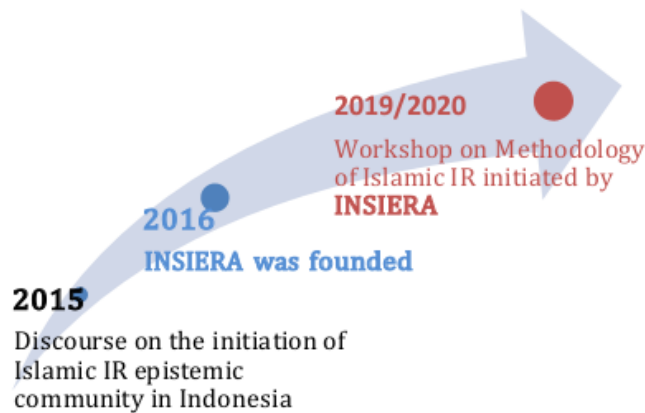 2019/2020
Workshop on Methodology
of Islamic IR initiated by
INSIERA
2016
INSIERA was founded
2015
Discourse on the initiation of
Islamic IR epistemic
community in Indonesia